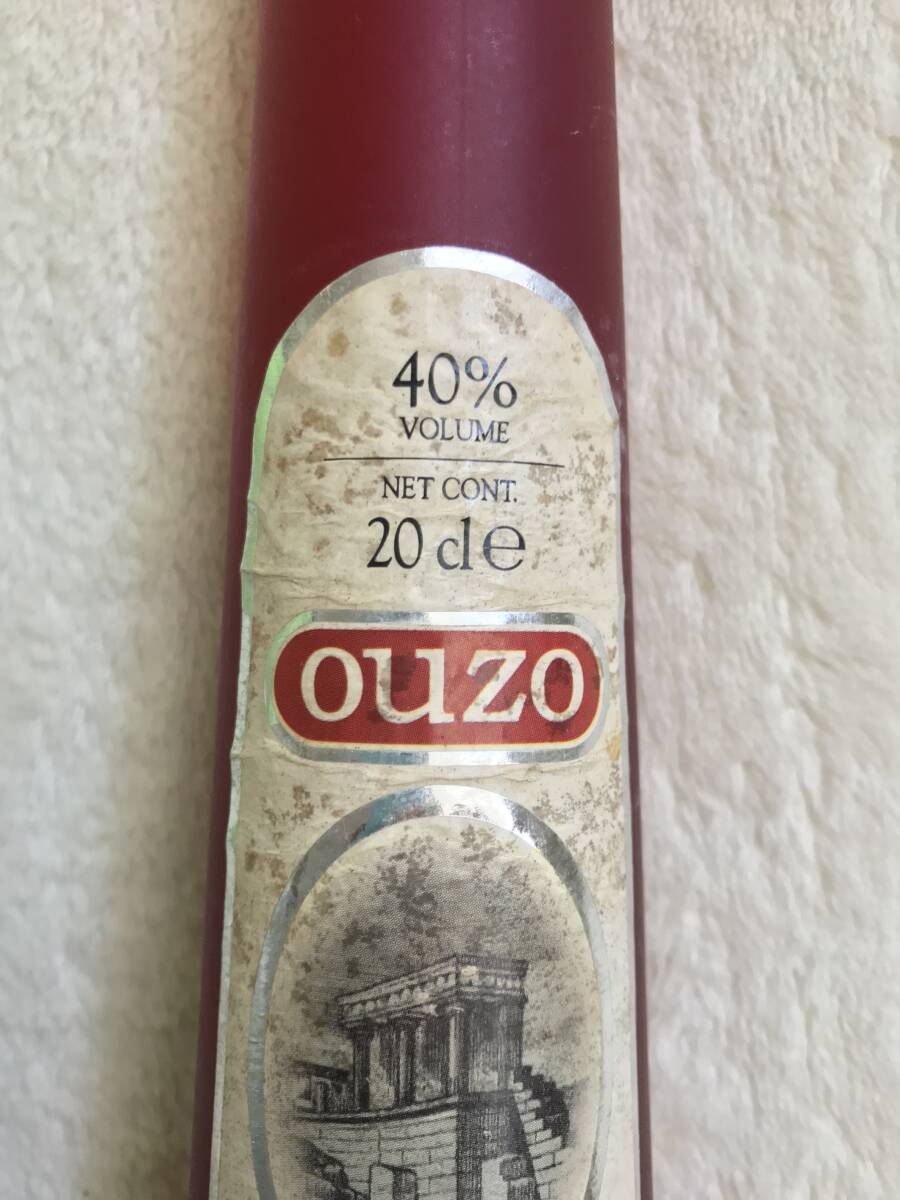 40%
VOLUME
NET CONT.
20 cl ℮
ouzo